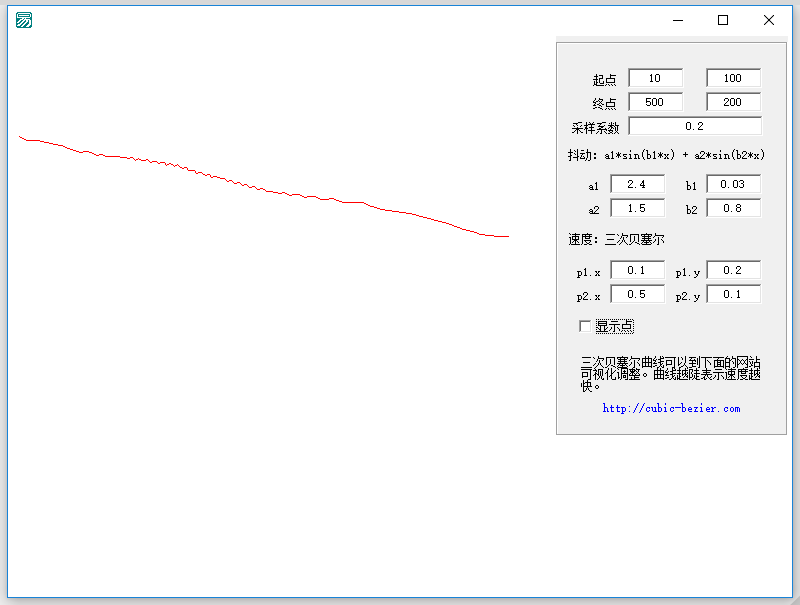 易
起点 10 100
终点 500 200
采样系数 0.2
抖动: a1*sin(b1*x) + a2*sin(b2*x)
a1 2.4 b1 0.03
a2 1.5 b2 0.8
速度: 三次贝塞尔
p1.x 0.1 p1.y 0.2
p2.x 0.5 p2.y 0.1
显示点
三次贝塞尔曲线可以到下面的网站
可视化调整。曲线越陡表示速度越
快。
http://cubic-bezier.com